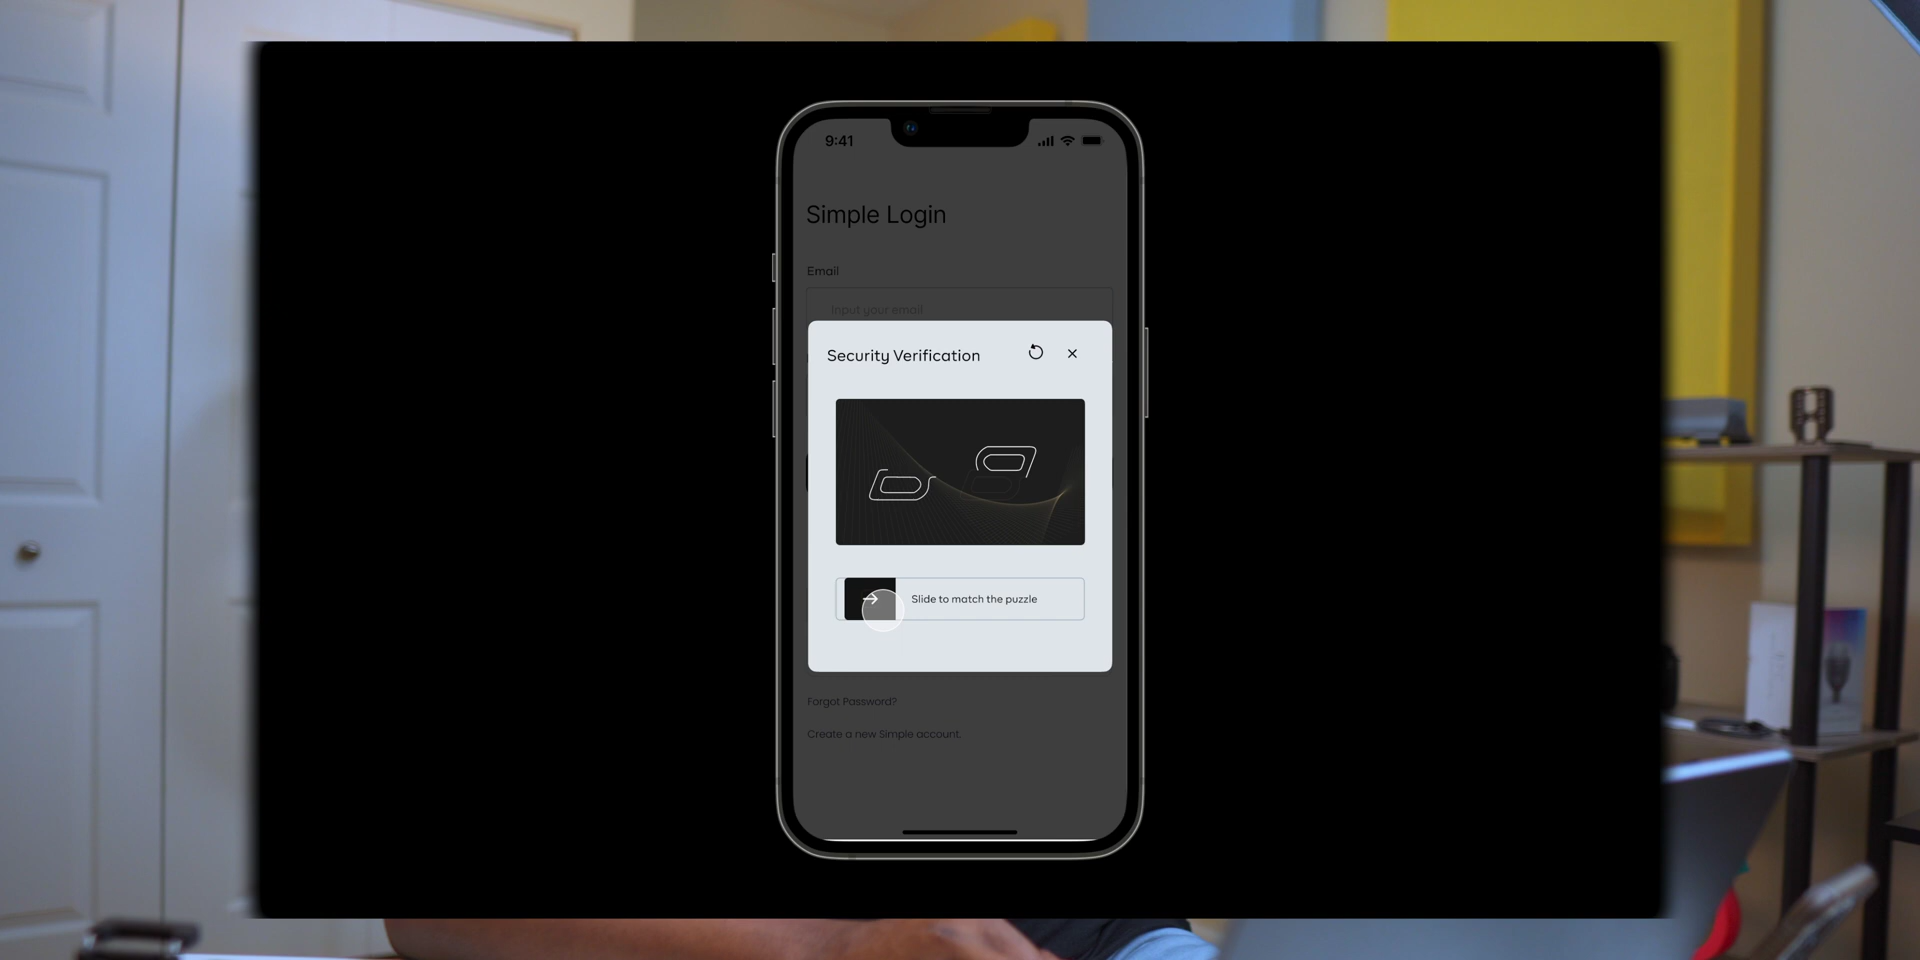 9:41
Simple Login
Email
Input your email
Security Verification
Slide to match the puzzle
Forgot Password?
Create a new Simple account.